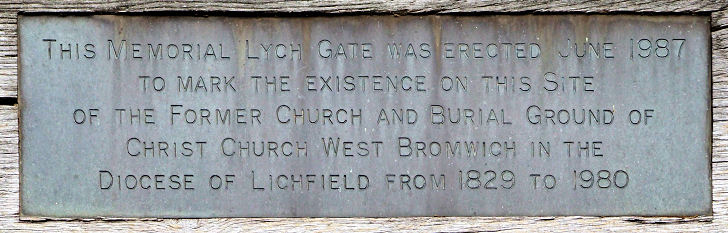 This Memorial Lych Gate was erected June 1987
to mark the existence on this Site
of the Former Church and Burial Ground of
Christ Church West Bromwich in the
Diocese of Lichfield from 1829 to 1980